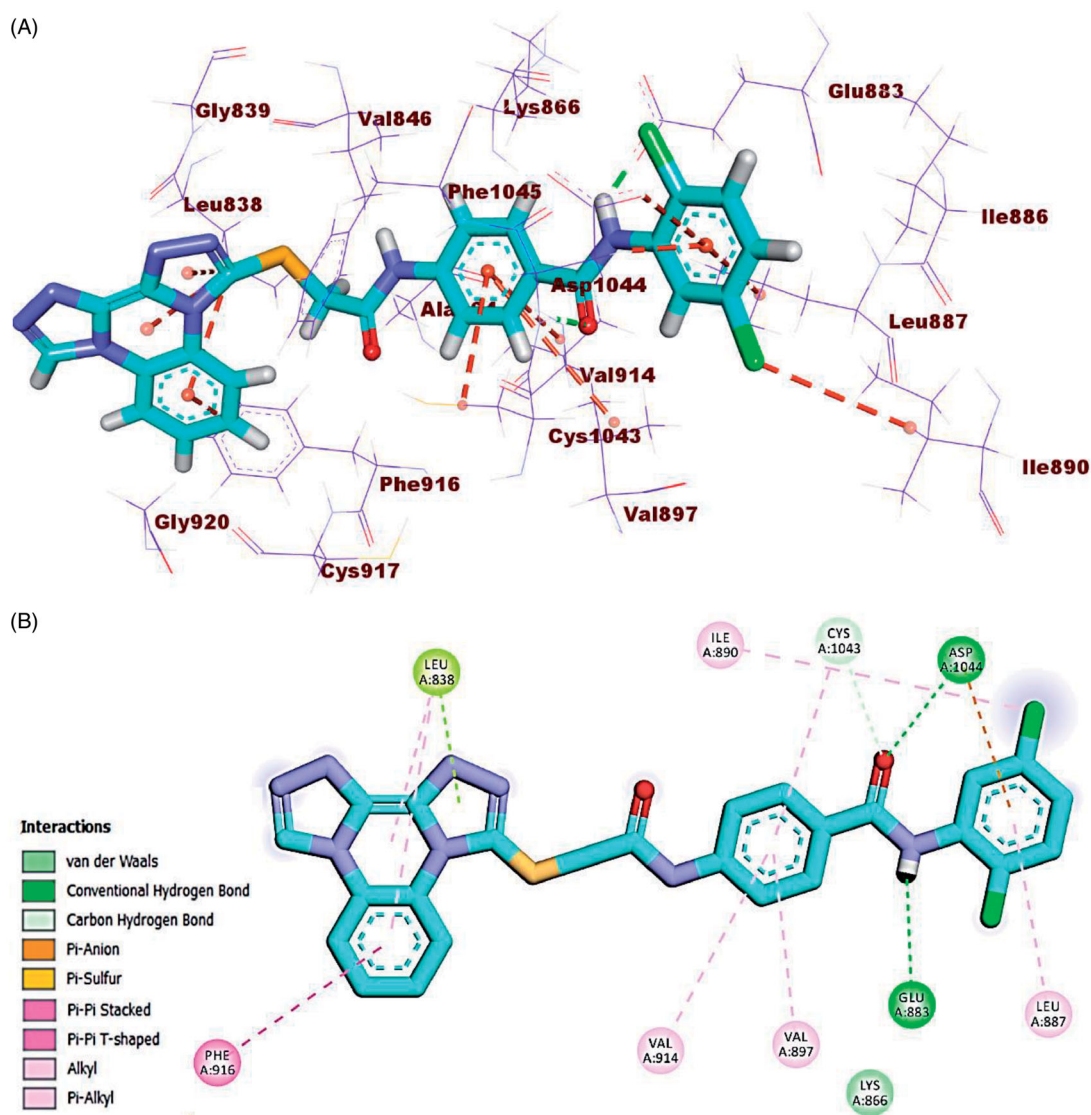 (A)
Gly839
Val846
Lys866
Glu883
Leu838
Phe1045
Ile886
Asp1044
Leu887
Val914
Cys1043
Ile890
Phe916
Val897
Gly920
Cys917
(B)
ILE
A:890
CYS
A:1043
ASP
A:1044
LEU
A:838
Interactions
van der Waals
Conventional Hydrogen Bond
Carbon Hydrogen Bond
Pi-Anion
Pi-Sulfur
Pi-Pi Stacked
Pi-Pi T-shaped
Alkyl
Pi-Alkyl
PHE
A:916
VAL
A:914
VAL
A:897
GLU
A:883
LEU
A:887
LYS
A:866